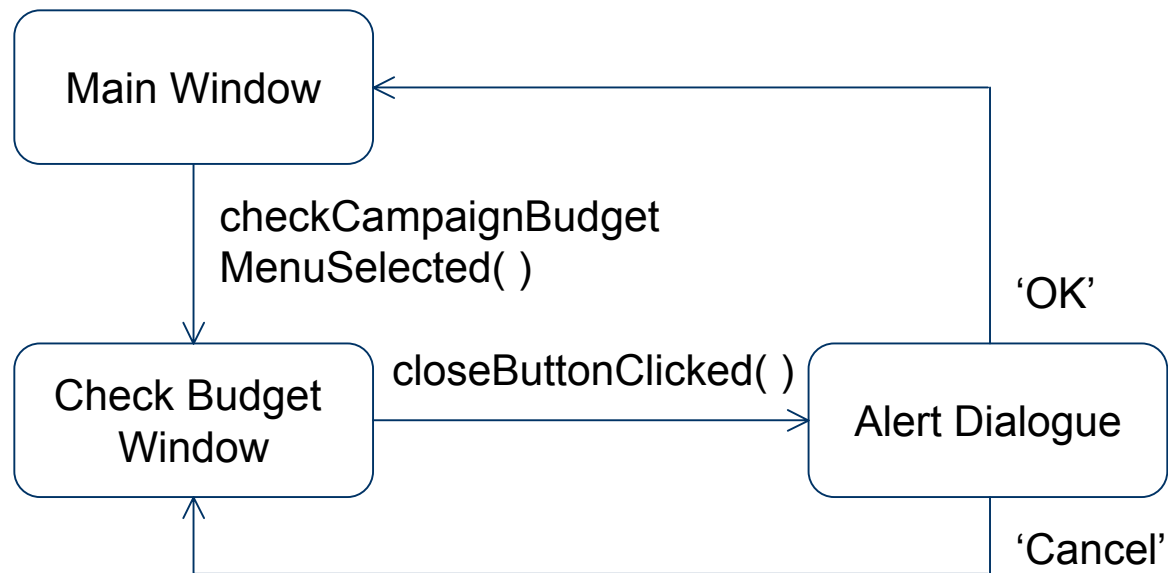 Main Window
checkCampaignBudget
MenuSelected( )
‘OK’
Check Budget
Window
closeButtonClicked( )
Alert Dialogue
‘Cancel’